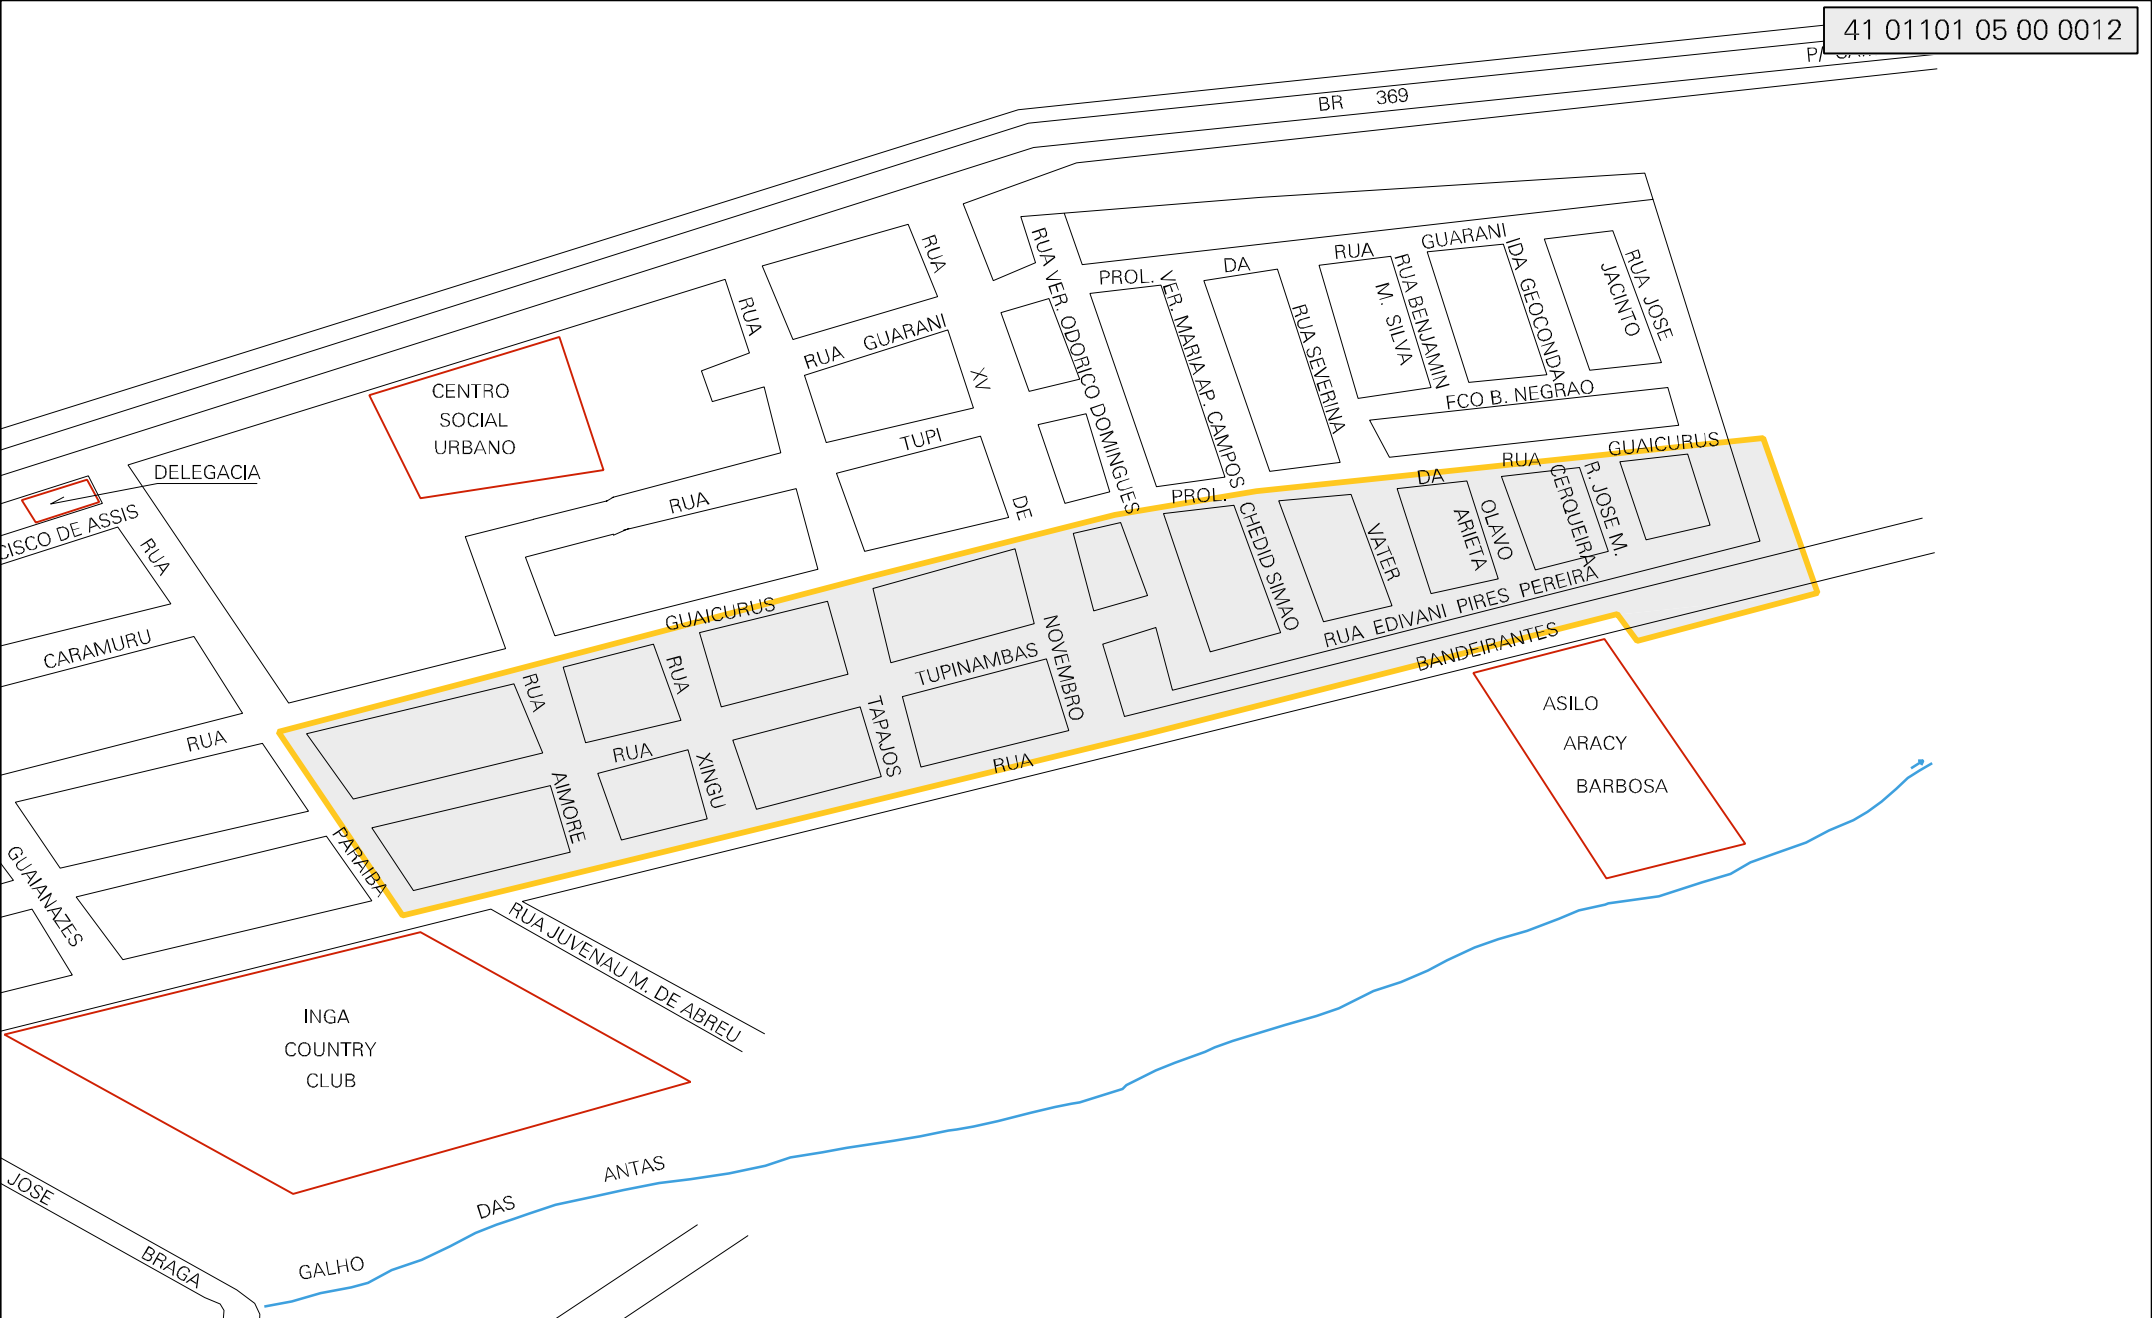 41 01101 05 00 0012
P/
BR 369
RUA
RUA
RUA VER. ODORICO DOMINGUES
PROL. DA RUA GUARANI
VER. MARIA AP. CAMPOS
RUA SEVERINA
RUA BENJAMIN
M. SILVA
IDA GEOCONDA
RUA JOSE
JACINTO
RUA GUARANI
XV
CENTRO
SOCIAL
URBANO
FCO B. NEGRAO
TUPI
DELEGACIA
RUA
DE
CISCO DE ASSIS
RUA
PROL. DA RUA GUAICURUS
CHEDID SIMAO
VATER
OLAVO
ARIETA
CERQUEIRA
R. JOSE M.
GUAICURUS
RUA EDIVANI PIRES PEREIRA
CARAMURU
RUA
RUA
RUA
TUPINAMBAS
NOVEMBRO
BANDEIRANTES
RUA
RUA
XINGU
TAPAJOS
AIMORE
ASILO
ARACY
BARBOSA
PARAIBA
GUAIANAZES
RUA JUVENAU M. DE ABREU
INGA
COUNTRY
CLUB
JOSE
BRAGA
GALHO DAS ANTAS